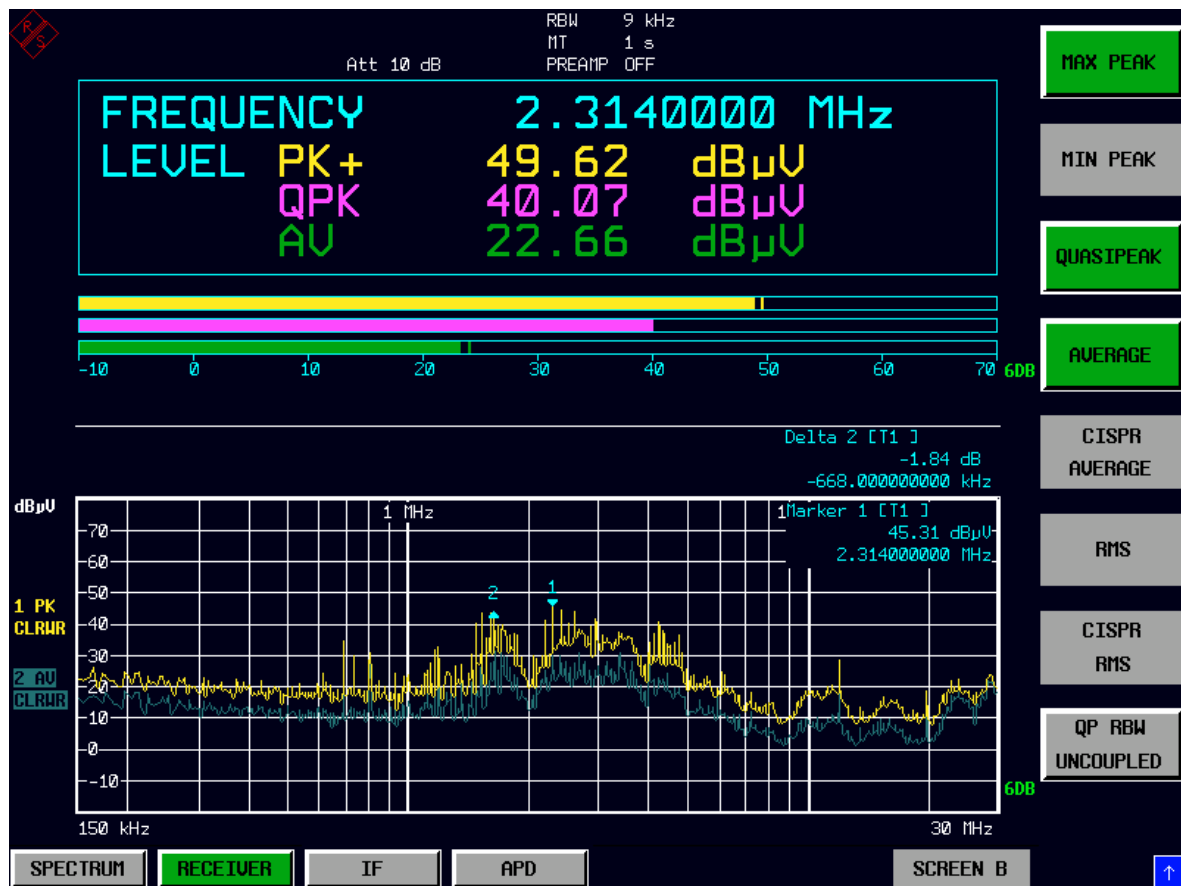 R S
RBW 9 kHz
MT 1 s
Att 10 dB PREAMP OFF
FREQUENCY 2.3140000 MHz
LEVEL PK+ 49.62 dBµV
QPK 40.07 dBµV
AV 22.66 dBµV
-10 0 10 20 30 40 50 60 70 6DB
Delta 2 [T1 ]
-1.84 dB
-668.000000000 kHz
dBµV
1 MHz
1
Marker 1 [T1 ]
45.31 dBµV
2.314000000 MHz
70
60
50
40
30
20
10
0
-10
2
1
1 PK
CLRWR
2 AV
CLRWR
6DB
150 kHz 30 MHz
MAX PEAK
MIN PEAK
QUASIPEAK
AVERAGE
CISPR
AVERAGE
RMS
CISPR
RMS
QP RBW
UNCOUPLED
SPECTRUM RECEIVER IF APD SCREEN B ↑